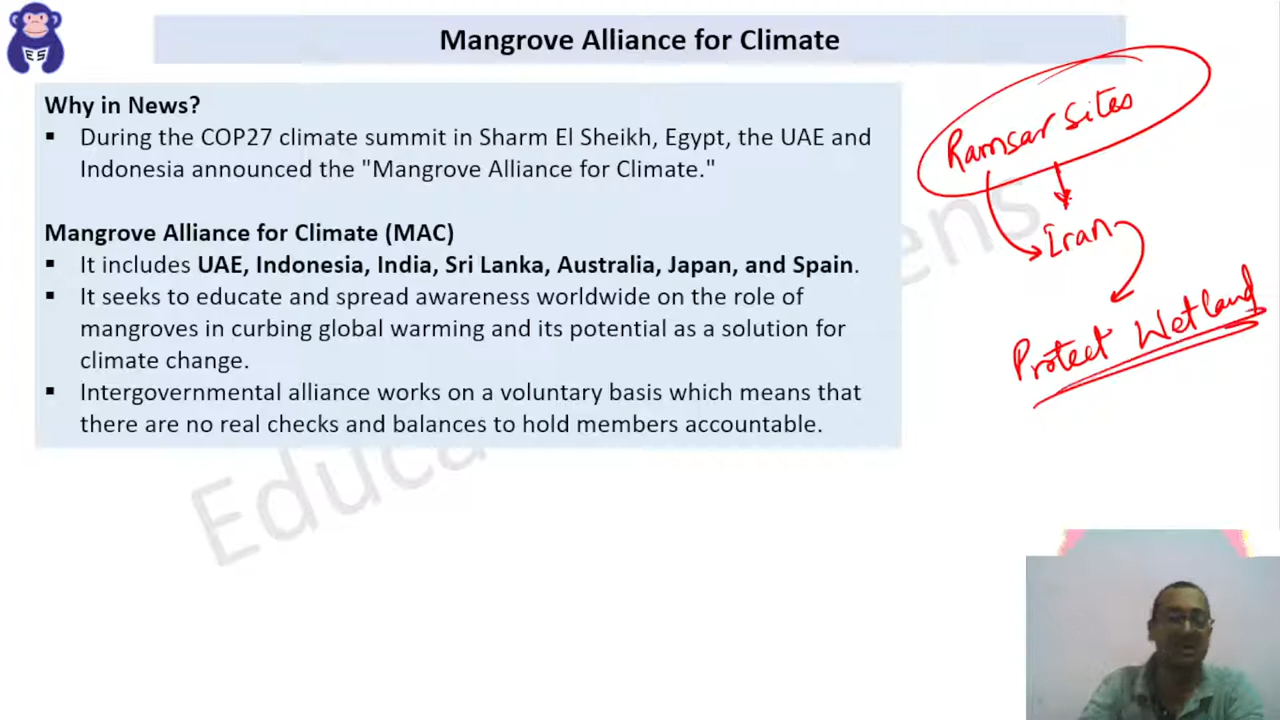 Mangrove Alliance for Climate
Why in News?
▪ During the COP27 climate summit in Sharm El Sheikh, Egypt, the UAE and
Indonesia announced the "Mangrove Alliance for Climate."
Mangrove Alliance for Climate (MAC)
▪ It includes UAE, Indonesia, India, Sri Lanka, Australia, Japan, and Spain.
▪ It seeks to educate and spread awareness worldwide on the role of
mangroves in curbing global warming and its potential as a solution for
climate change.
▪ Intergovernmental alliance works on a voluntary basis which means that
there are no real checks and balances to hold members accountable.
Ramsar Sites
Iran
Protect Wetland